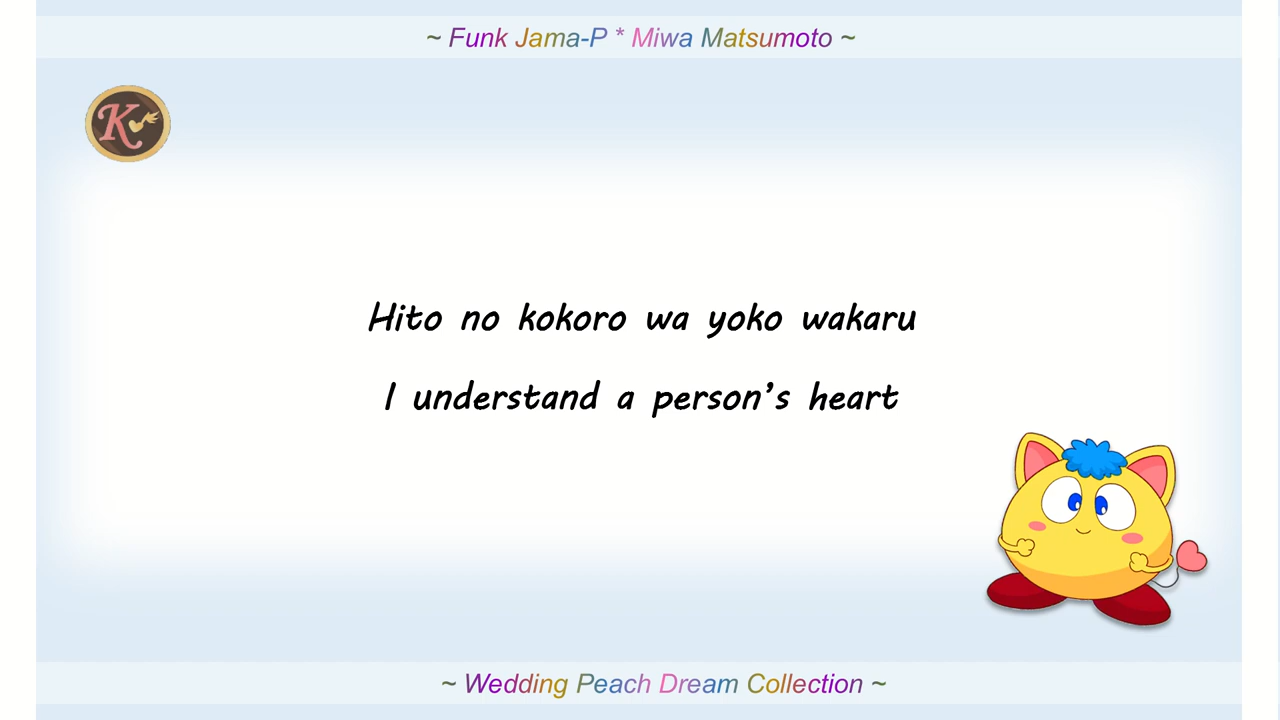 ~ Funk Jama-P * Miwa Matsumoto ~
K
Hito no kokoro wa yoko wakaru
I understand a person's heart
~ Wedding Peach Dream Collection ~